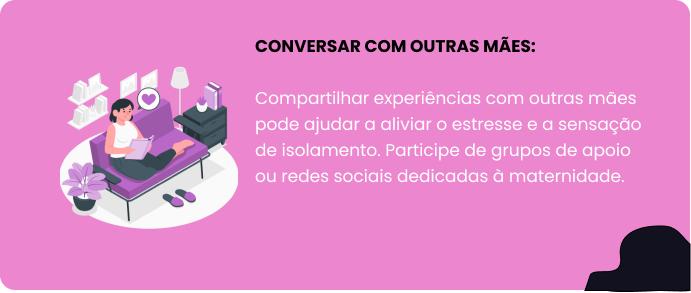 CONVERSAR COM OUTRAS MÃES:
Compartilhar experiências com outras mães
pode ajudar a aliviar o estresse e a sensação
de isolamento. Participe de grupos de apoio
ou redes sociais dedicadas à maternidade.